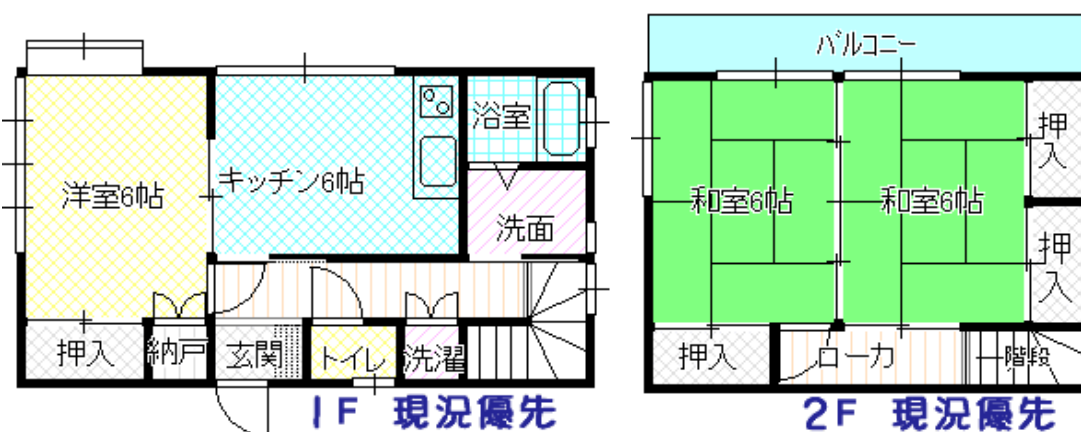 洋室6帖
キッチン6帖
浴室
洗面
押入
納戸
玄関
トイレ
洗濯
1F 現況優先
バルコニー
和室6帖
和室6帖
押入
押入
押入
ローカ
階段
2F 現況優先